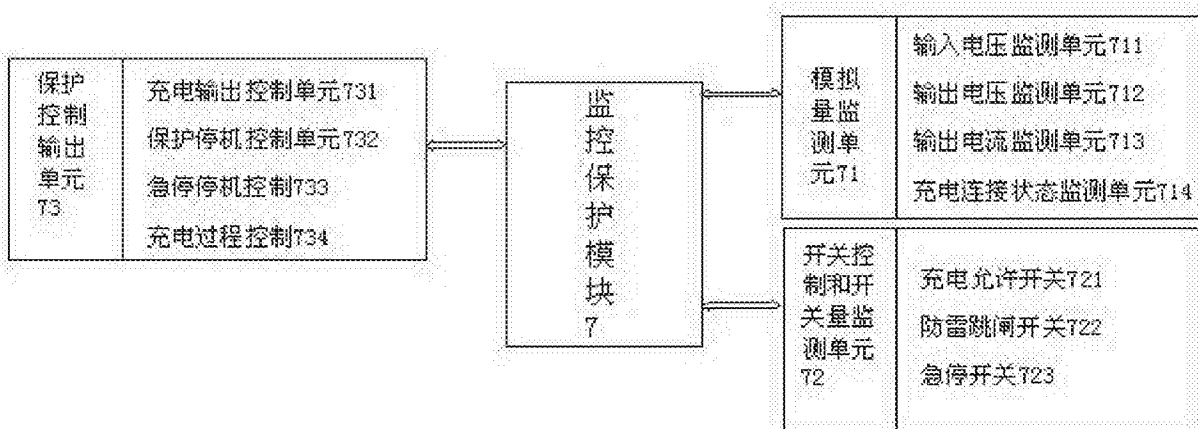 保护
控制
输出
单元
73
充电输出控制单元731
保护停机控制单元732
急停停机控制733
充电过程控制734
监
控
保
护
模
块
7
模拟
量监
测单
元71
输入电压监测单元711
输出电压监测单元712
输出电流监测单元713
充电连接状态监测单元714
开关控
制和开
关量监
测单元
72
充电允许开关721
防雷跳闸开关722
急停开关723